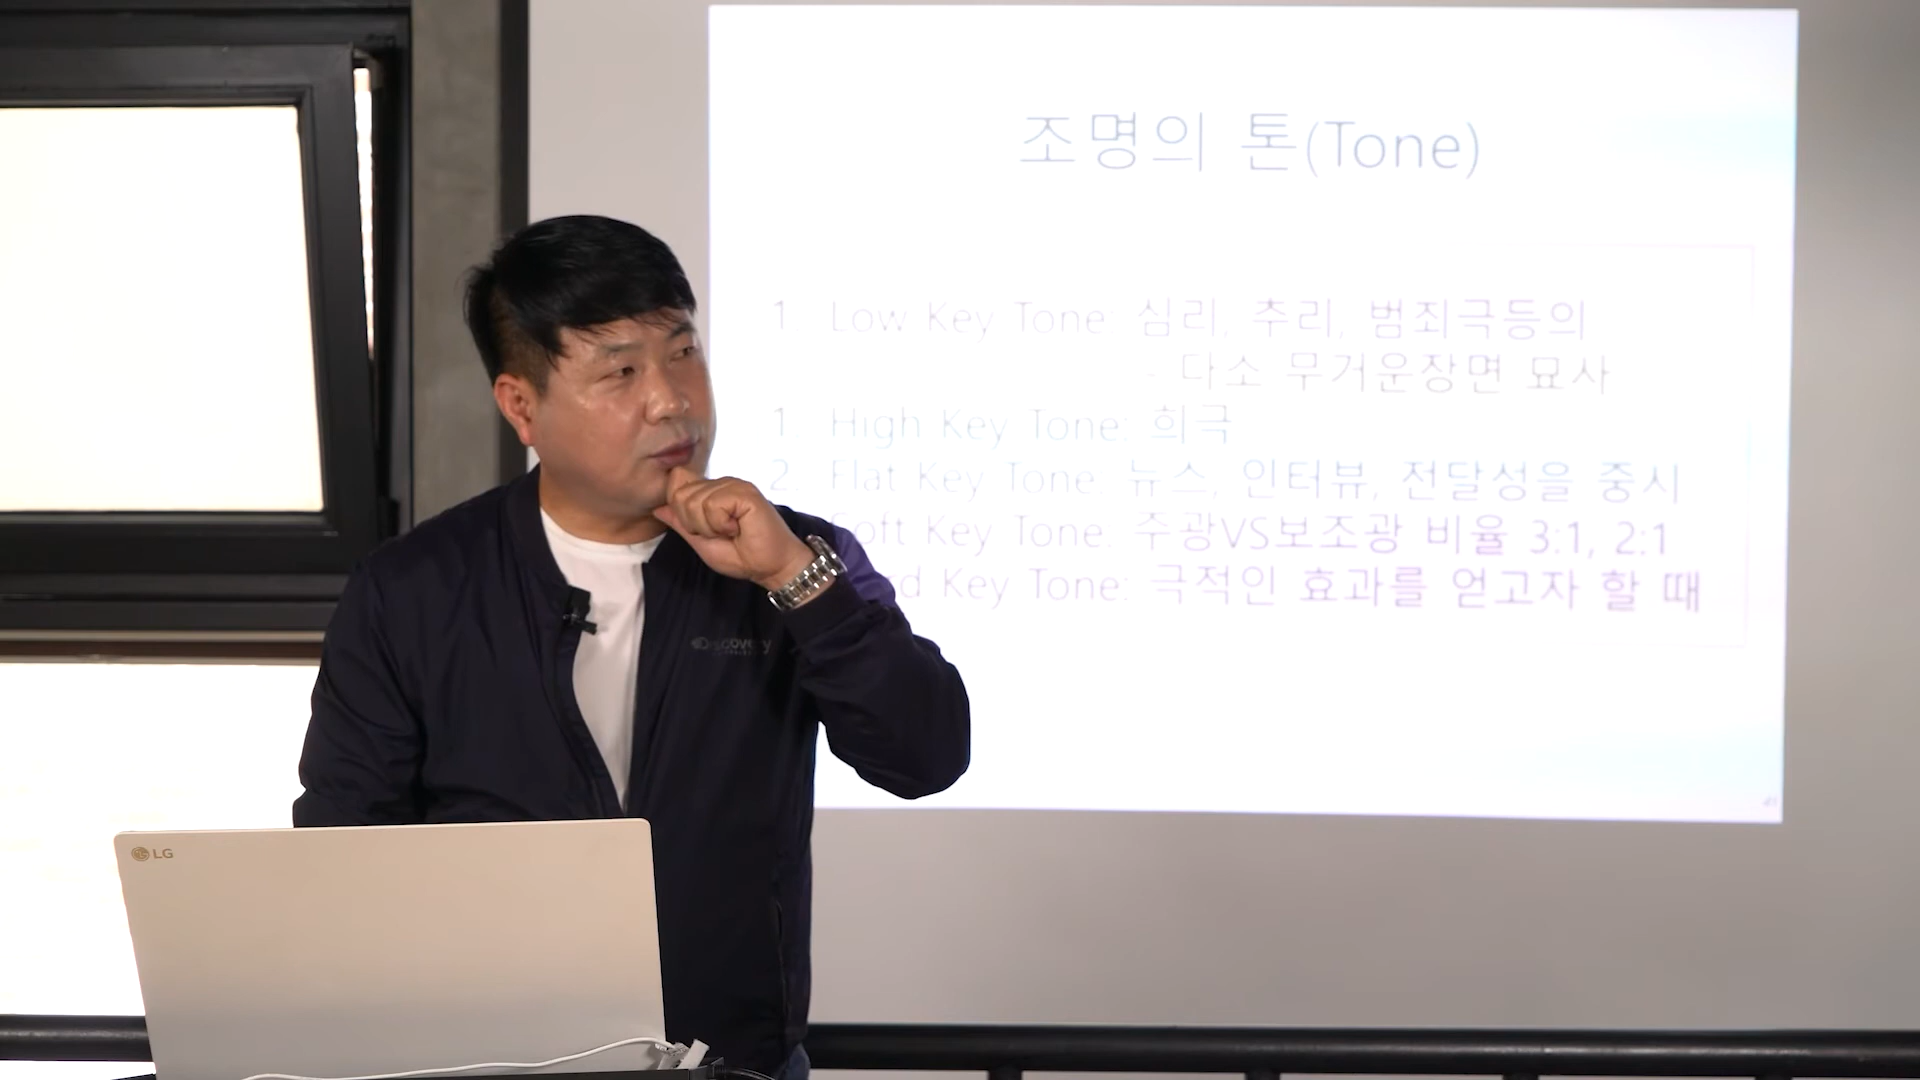 조명의 톤(Tone)
1 Low Key Tone: 심리, 추리, 범죄극등의
- 다소 무거운장면 묘사
1 High Key Tone: 희극
2. Flat Key Tone: 뉴스, 인터뷰, 전달성을 중시
Soft Key Tone: 주광VS보조광 비율 3:1, 2:1
rd Key Tone: 극적인 효과를 얻고자 할 때
Discovery
LG